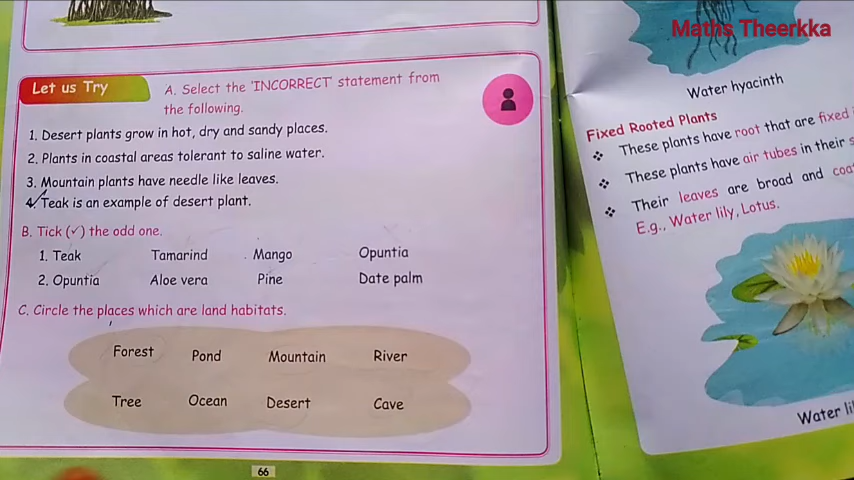 Maths Theerkka
Let us Try
A. Select the 'INCORRECT' statement from
the following.
1. Desert plants grow in hot, dry and sandy places.
2. Plants in coastal areas tolerant to saline water.
3. Mountain plants have needle like leaves.
4. Teak is an example of desert plant.
B. Tick (✓) the odd one.
1. Teak Tamarind Mango Opuntia
2. Opuntia Aloe vera Pine Date palm
C. Circle the places which are land habitats.
Forest Pond Mountain River
Tree Ocean Desert Cave
66
Water hyacinth
Fixed Rooted Plants
❖ These plants have root that are fixed
❖ These plants have air tubes in their
❖ Their leaves are broad and
E.g., Water lily, Lotus.
Water